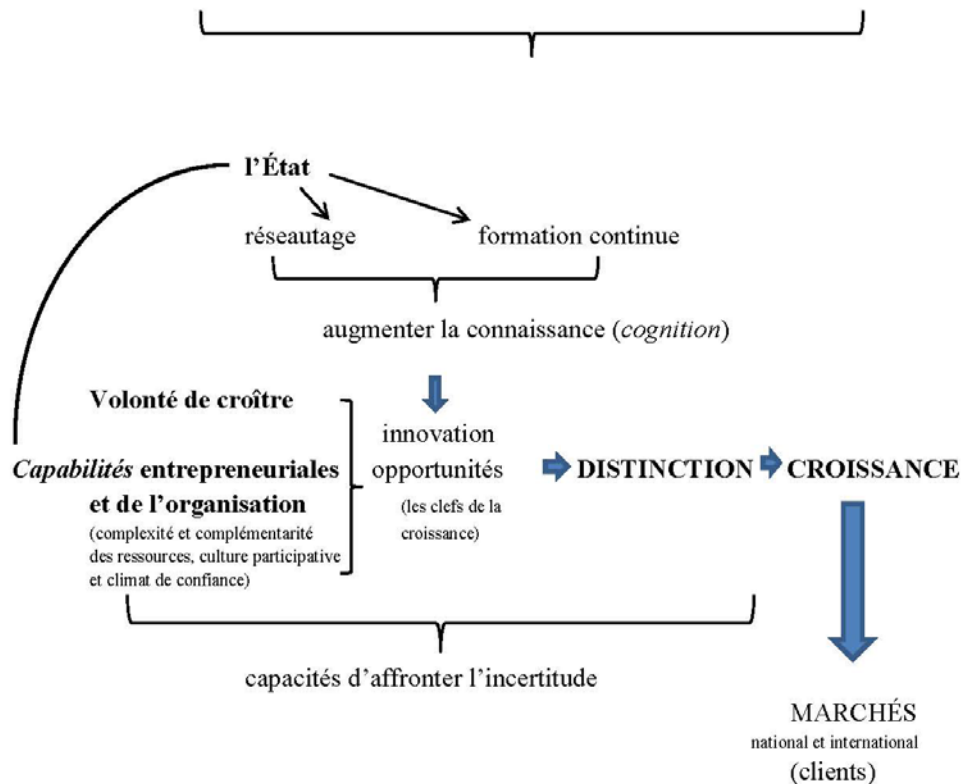 l’État
réseautage
formation continue
augmenter la connaissance (cognition)
Volonté de croître
innovation
opportunités
(les clefs de la
croissance)
Capabilités entrepreneuriales
et de l’organisation
(complexité et complémentarité
des ressources, culture participative
et climat de confiance)
DISTINCTION
CROISSANCE
capacités d’affronter l’incertitude
MARCHÉS
national et international
(clients)